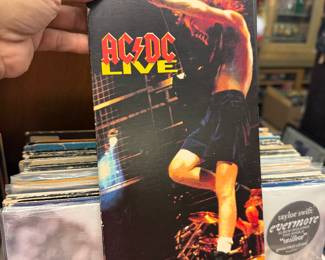 AC/DC
LIVE
taylor swift
evermore
"willow"